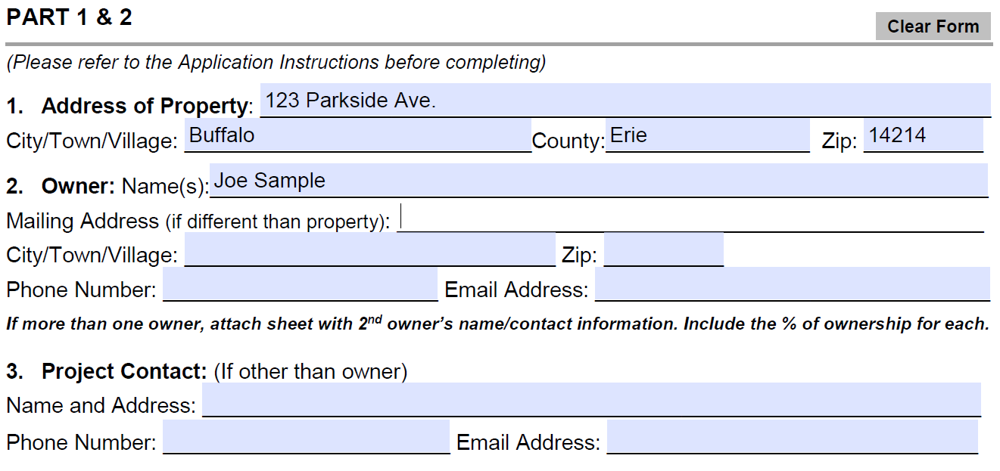 PART 1 & 2
Clear Form
(Please refer to the Application Instructions before completing)
1. Address of Property: 123 Parkside Ave.
City/Town/Village: Buffalo County: Erie Zip: 14214
2. Owner: Name(s): Joe Sample
Mailing Address (if different than property):
City/Town/Village: Zip:
Phone Number: Email Address:
If more than one owner, attach sheet with 2nd owner’s name/contact information. Include the % of ownership for each.
3. Project Contact: (If other than owner)
Name and Address:
Phone Number: Email Address: